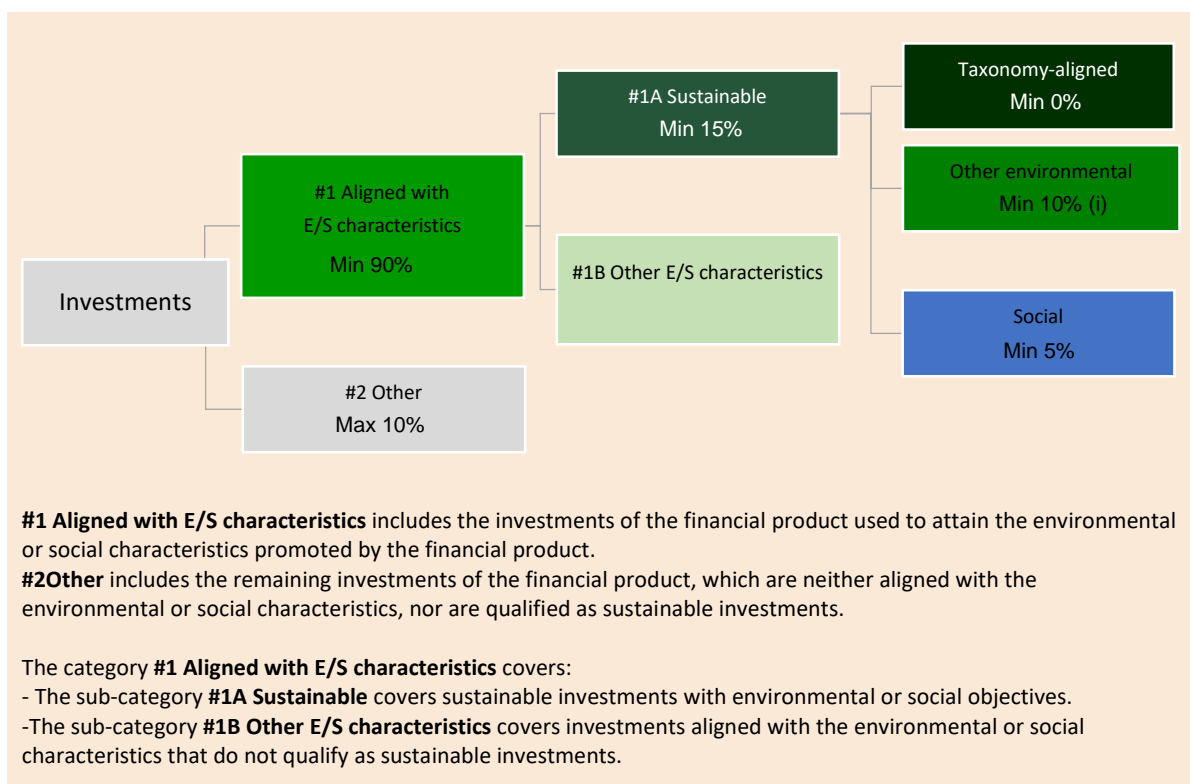 Investments
#1 Aligned with
E/S characteristics
Min 90%
#2 Other
Max 10%
#1A Sustainable
Min 15%
#1B Other E/S characteristics
Taxonomy-aligned
Min 0%
Other environmental
Min 10% (i)
Social
Min 5%
#1 Aligned with E/S characteristics includes the investments of the financial product used to attain the environmental
or social characteristics promoted by the financial product.
#2Other includes the remaining investments of the financial product, which are neither aligned with the
environmental or social characteristics, nor are qualified as sustainable investments.
The category #1 Aligned with E/S characteristics covers:
- The sub-category #1A Sustainable covers sustainable investments with environmental or social objectives.
-The sub-category #1B Other E/S characteristics covers investments aligned with the environmental or social
characteristics that do not qualify as sustainable investments.